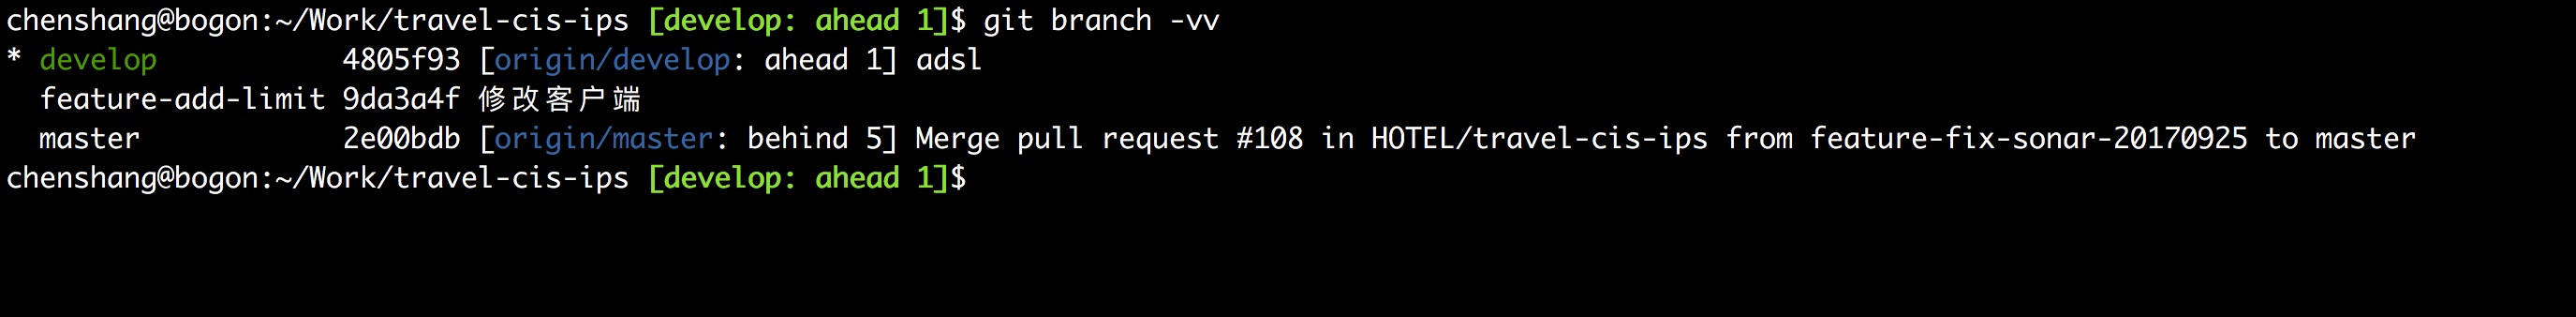 chenshang@bogon:~/Work/travel-cis-ips [develop: ahead 1]$ git branch -vv
* develop           4805f93 [origin/develop: ahead 1] adsl
  feature-add-limit 9da3a4f 修改客户端
  master            2e00bdb [origin/master: behind 5] Merge pull request #108 in HOTEL/travel-cis-ips from feature-fix-sonar-20170925 to master
chenshang@bogon:~/Work/travel-cis-ips [develop: ahead 1]$